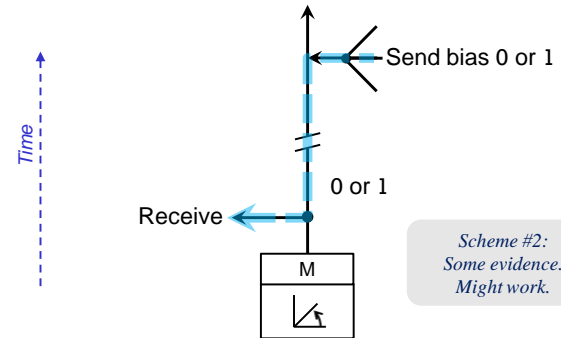 Send bias 0 or 1
Time
0 or 1
Receive
Scheme #2:
Some evidence.
Might work.
M